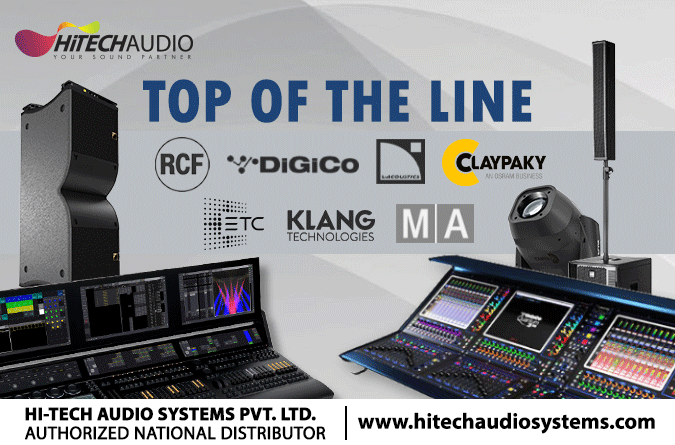 HiTECHAUDIO
YOUR SOUND PARTNER
TOP OF THE LINE
RCF
DiGiCo
L-ACOUSTICS
CLAYPAKY
AN OSRAM BUSINESS
ETC
KLANG
TECHNOLOGIES
MA
HI-TECH AUDIO SYSTEMS PVT. LTD.
AUTHORIZED NATIONAL DISTRIBUTOR
www.hitechaudiosystems.com